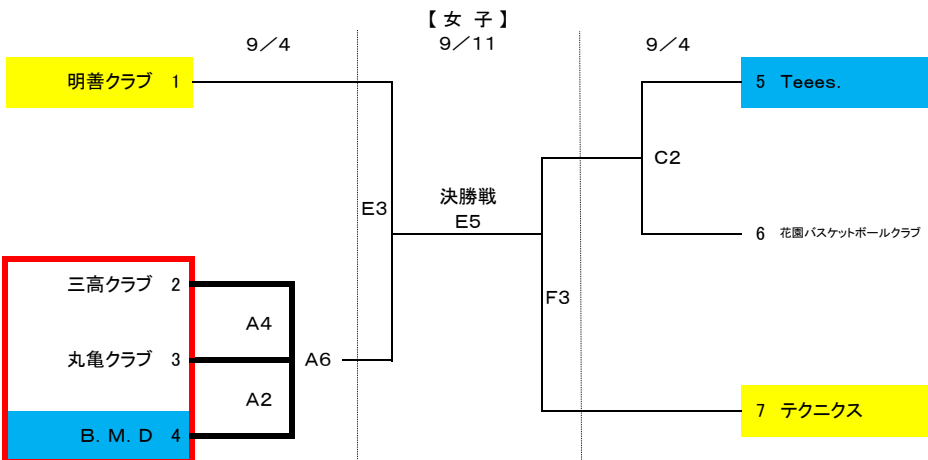 【 女 子 】
9／4
9／11
9／4
明善クラブ 1
5 Teees.
C2
決勝戦
E3
E5
6 花園バスケットボールクラブ
三高クラブ 2
F3
A4
丸亀クラブ 3
A6
A2
7 テクニクス
B. M. D 4